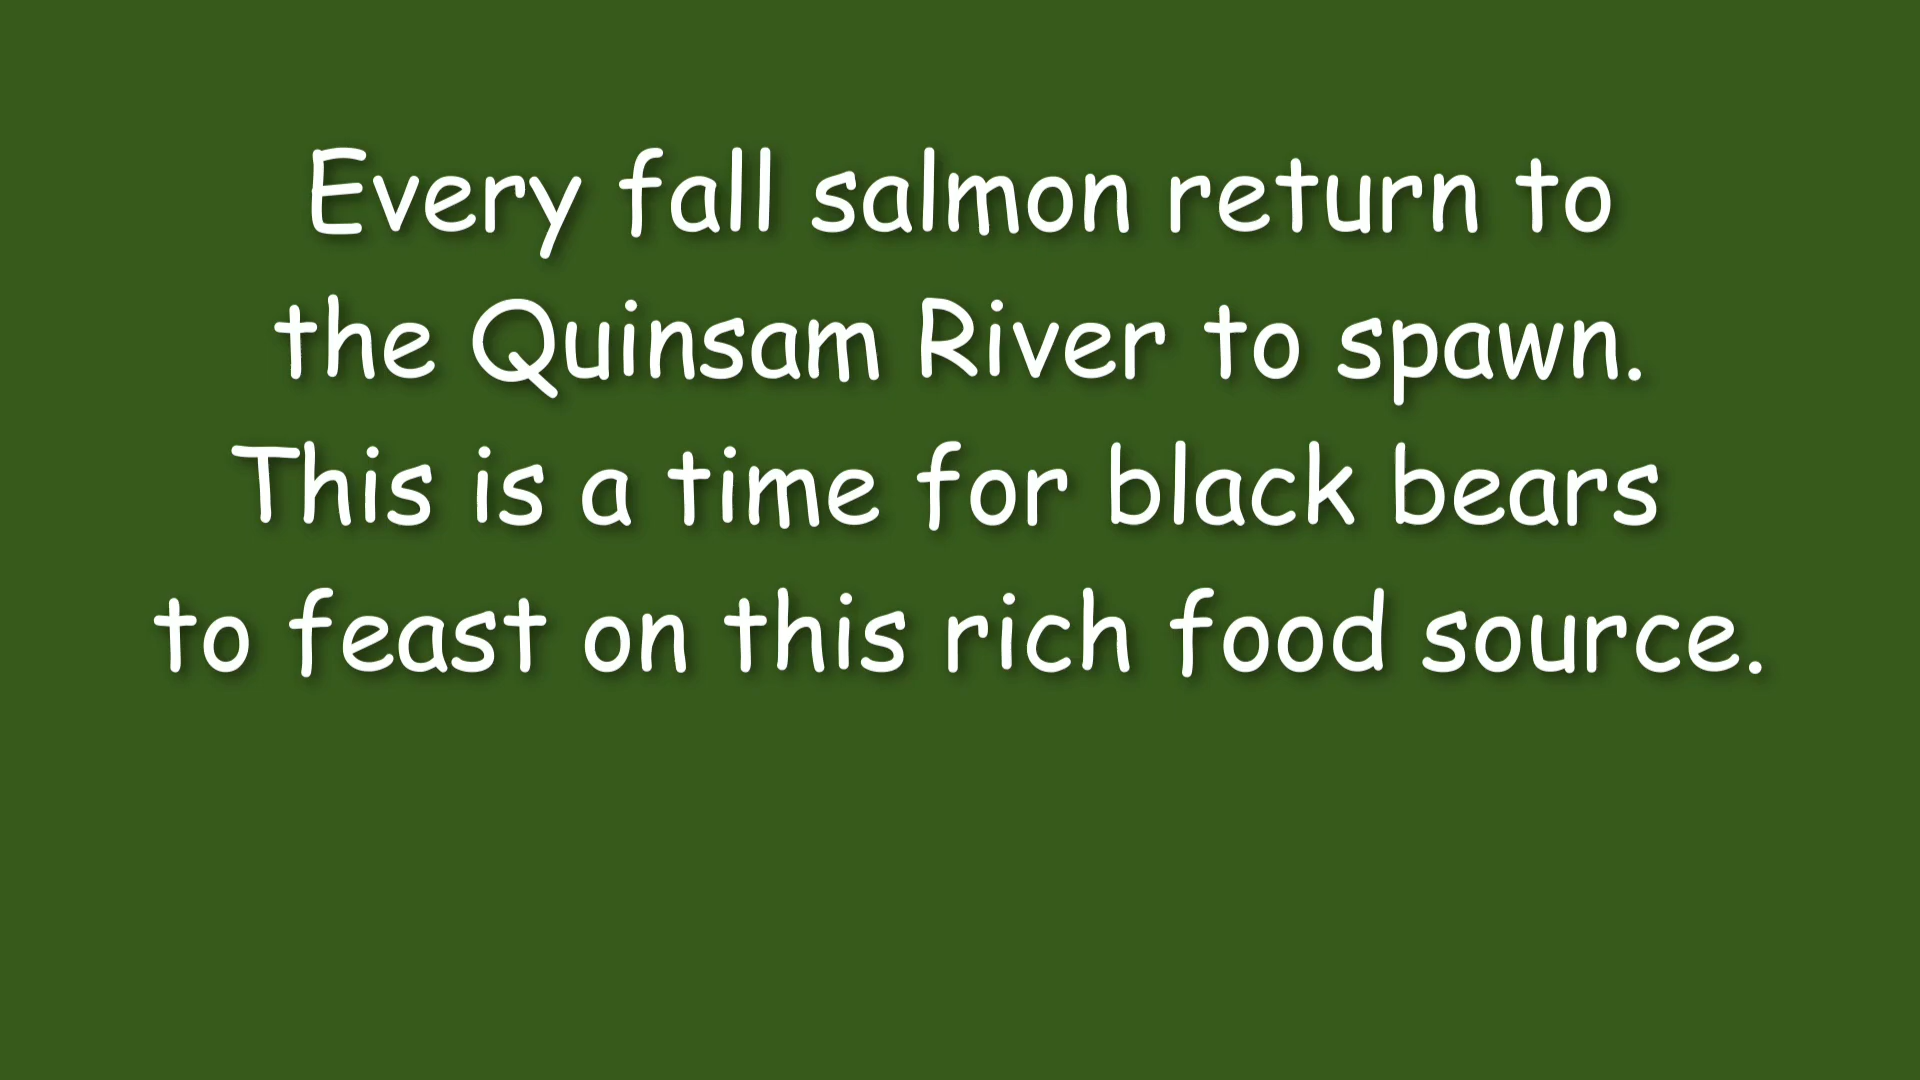 Every fall salmon return to
the Quinsam River to spawn.
This is a time for black bears
to feast on this rich food source.